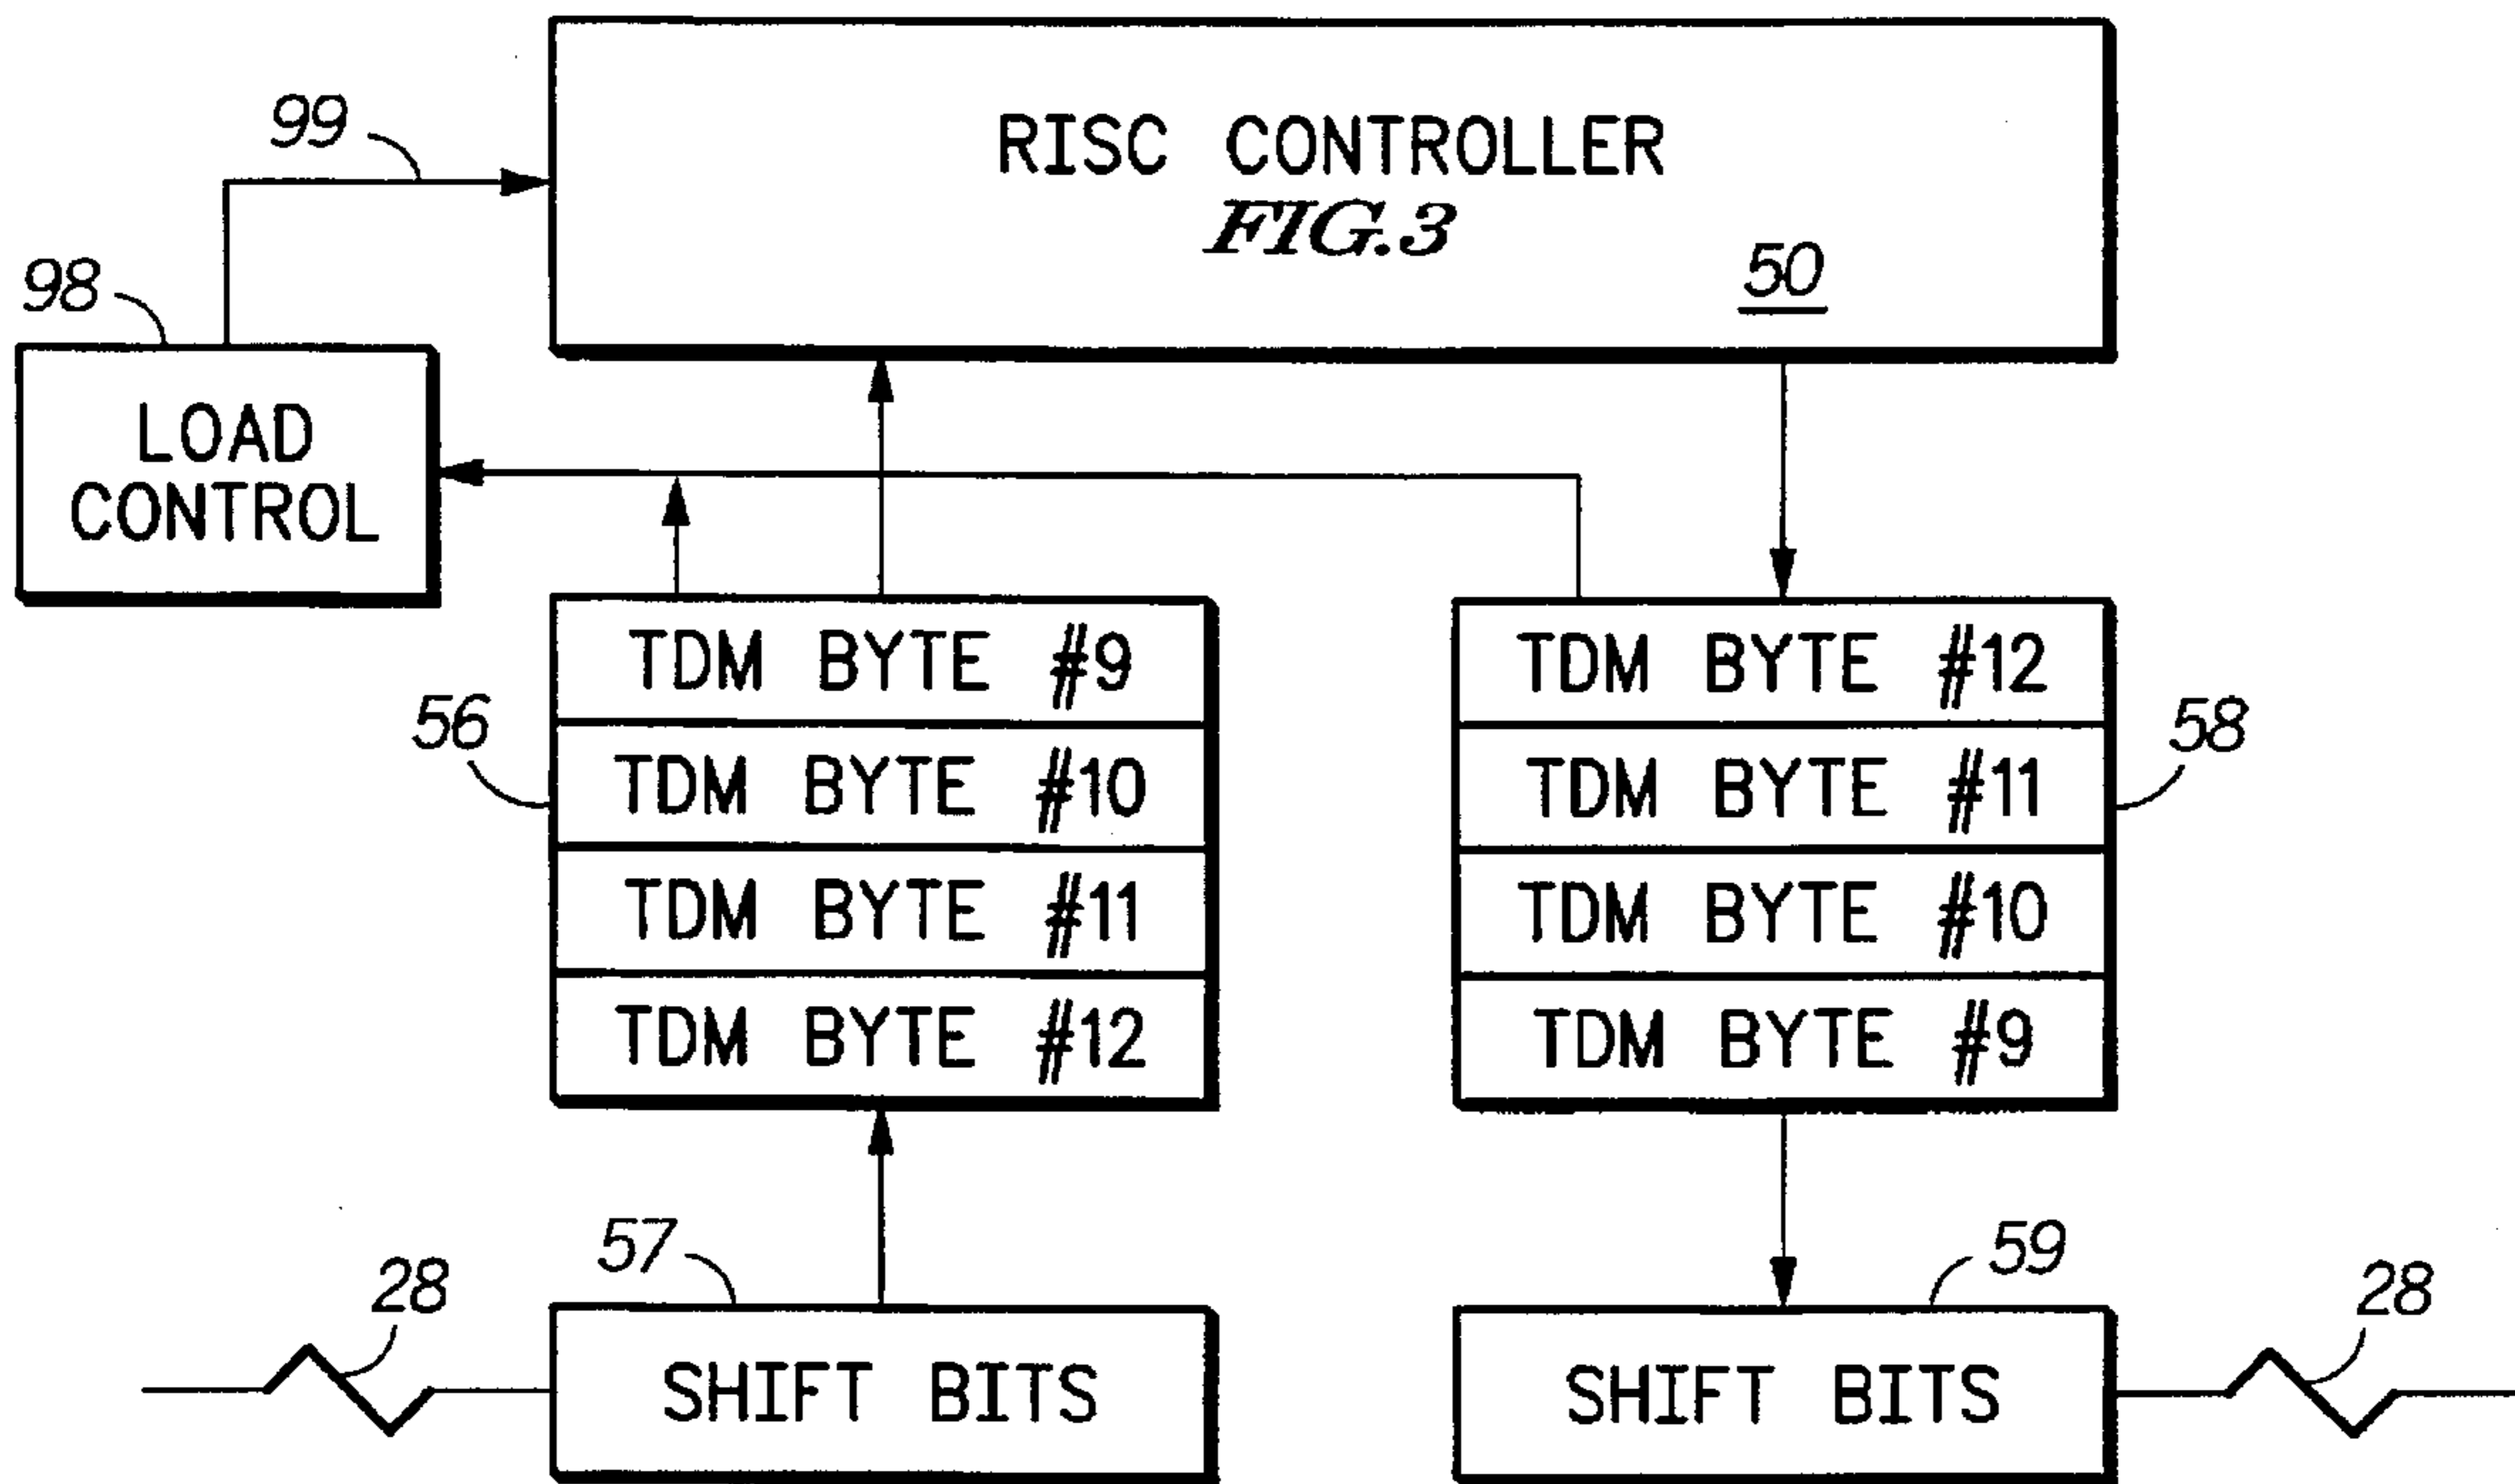 RISC CONTROLLER
FIG.3
50
99
98
LOAD
CONTROL
56
TDM BYTE #9
TDM BYTE #10
TDM BYTE #11
TDM BYTE #12
TDM BYTE #12
TDM BYTE #11
TDM BYTE #10
TDM BYTE #9
58
57
28
SHIFT BITS
59
28
SHIFT BITS